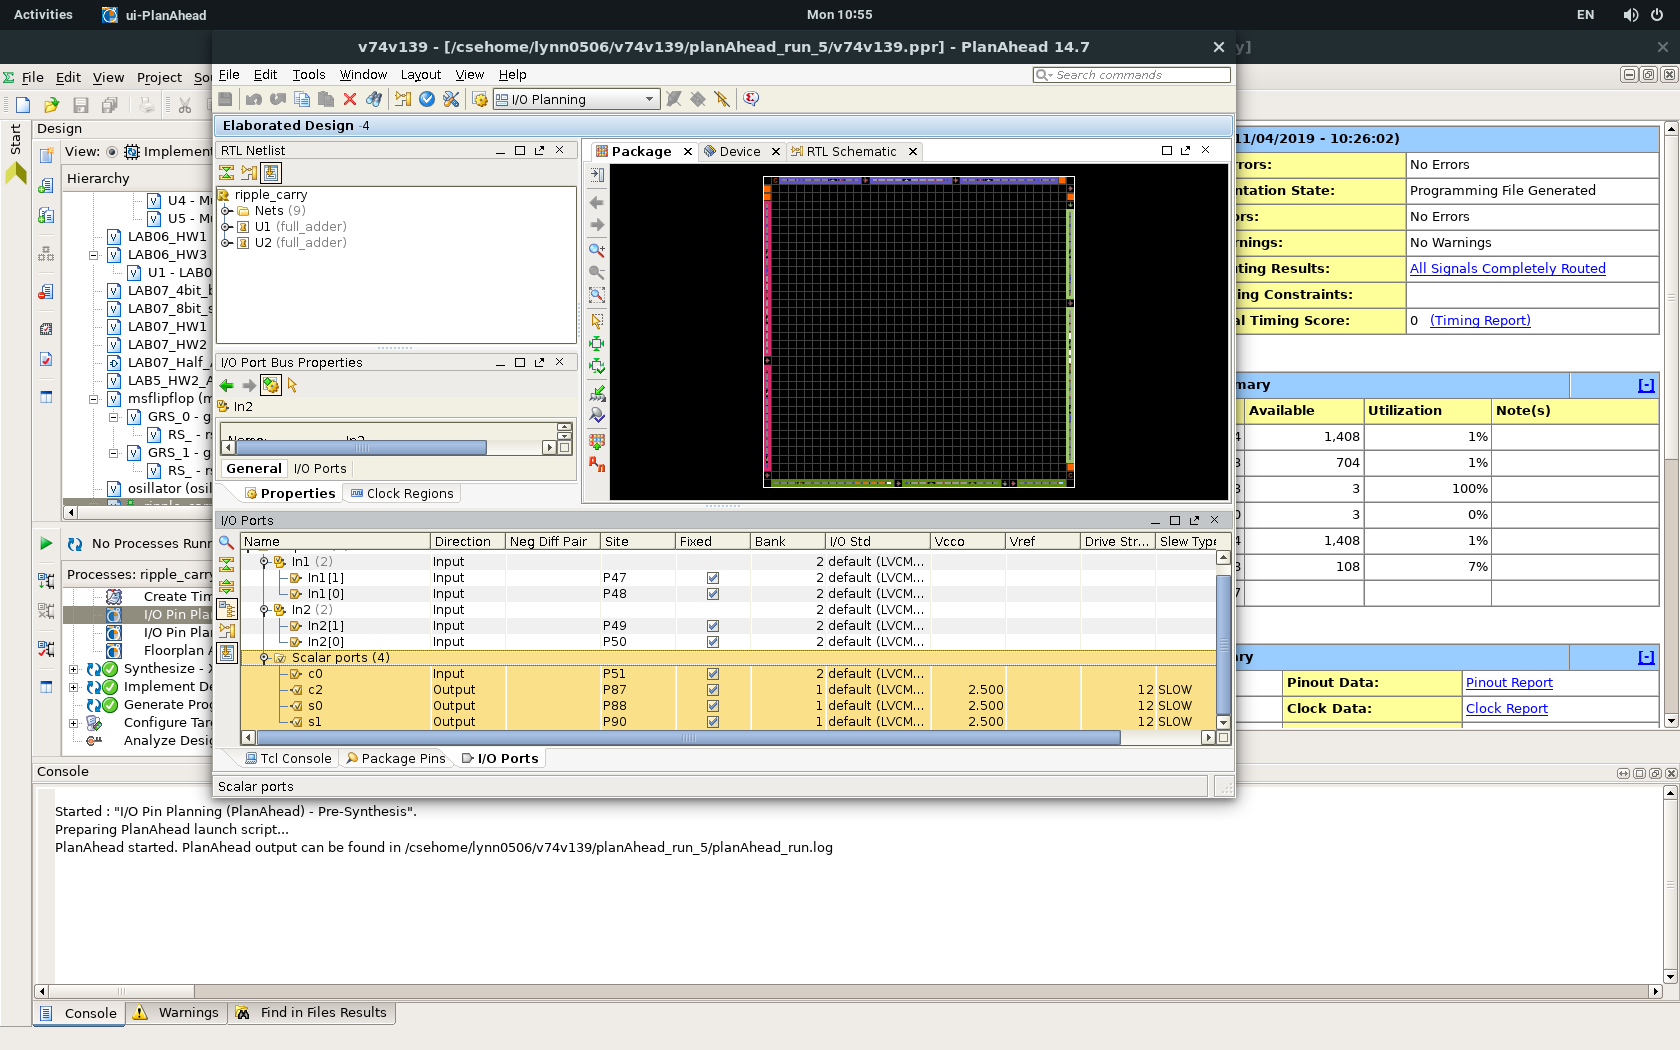 Activities
ui-PlanAhead
Mon 10:55
EN
v74v139 - [/csehome/lynn0506/v74v139/planAhead_run_5/v74v139.ppr] - PlanAhead 14.7
File Edit View Project
File Edit Tools Window Layout View Help
Search commands
I/O Planning
Elaborated Design -4
Start
Design
View: Implement
Hierarchy
U4 - M
U5 - M
LAB06_HW1
LAB06_HW3
U1 - LAB0
LAB07_4bit_b
LAB07_8bit_s
LAB07_HW1
LAB07_HW2
LAB07_Half_
LAB5_HW2_A
msflipflop (m
GRS_0 - g
RS_ - r
GRS_1 - g
RS_ - r
osillator (osil
No Processes Runn
Processes: ripple_carry
Create Tim
I/O Pin Pla
I/O Pin Pla
Floorplan A
Synthesize - X
Implement De
Generate Prog
Configure Targ
Analyze Desig
RTL Netlist
ripple_carry
Nets (9)
U1 (full_adder)
U2 (full_adder)
I/O Port Bus Properties
In2
Name: In2
General I/O Ports
Properties Clock Regions
Package Device RTL Schematic
I/O Ports
Name Direction Neg Diff Pair Site Fixed Bank I/O Std Vcco Vref Drive Str... Slew Type
In1 (2) Input 2 default (LVCM...
In1[1] Input P47 2 default (LVCM...
In1[0] Input P48 2 default (LVCM...
In2 (2) Input 2 default (LVCM...
In2[1] Input P49 2 default (LVCM...
In2[0] Input P50 2 default (LVCM...
Scalar ports (4)
c0 Input P51 2 default (LVCM...
c2 Output P87 1 default (LVCM... 2.500 12 SLOW
s0 Output P88 1 default (LVCM... 2.500 12 SLOW
s1 Output P90 1 default (LVCM... 2.500 12 SLOW
Tcl Console Package Pins I/O Ports
Scalar ports
11/04/2019 - 10:26:02)
rors: No Errors
ntation State: Programming File Generated
rs: No Errors
rnings: No Warnings
ting Results: All Signals Completely Routed
ing Constraints:
al Timing Score: 0 (Timing Report)
mary [-]
Available Utilization Note(s)
4 1,408 1%
3 704 1%
3 3 100%
0 3 0%
4 1,408 1%
3 108 7%
7
ry [-]
Pinout Data: Pinout Report
Clock Data: Clock Report
Console
Started : "I/O Pin Planning (PlanAhead) - Pre-Synthesis".
Preparing PlanAhead launch script...
PlanAhead started. PlanAhead output can be found in /csehome/lynn0506/v74v139/planAhead_run_5/planAhead_run.log
Console Warnings Find in Files Results